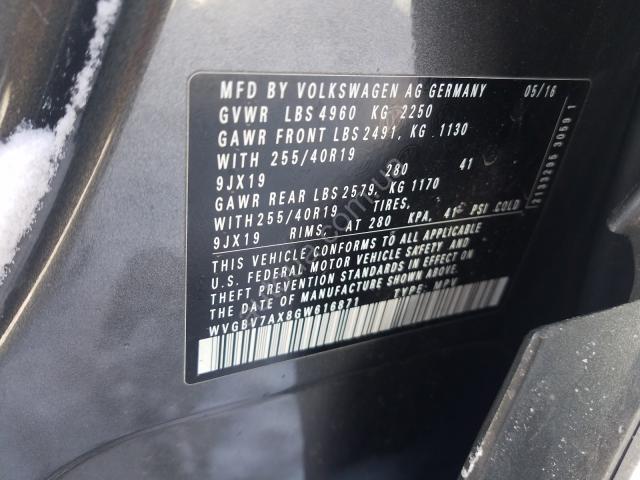 MFD BY VOLKSWAGEN AG GERMANY 05/16
GVWR LBS 4960 KG 2250
GAWR FRONT LBS 2491, KG 1130
WITH 255/40R19
9JX19 280 41
GAWR REAR LBS 2579, KG 1170
WITH 255/40R19 TIRES,
9JX19 RIMS, AT 280 KPA, 41 PSI COLD
THIS VEHICLE CONFORMS TO ALL APPLICABLE
U.S. FEDERAL MOTOR VEHICLE SAFETY AND
THEFT PREVENTION STANDARDS IN EFFECT ON
THE DATE OF MANUFACTURE SHOWN ABOVE.
WVGBV7AX8GW616871 TYPE: MPV